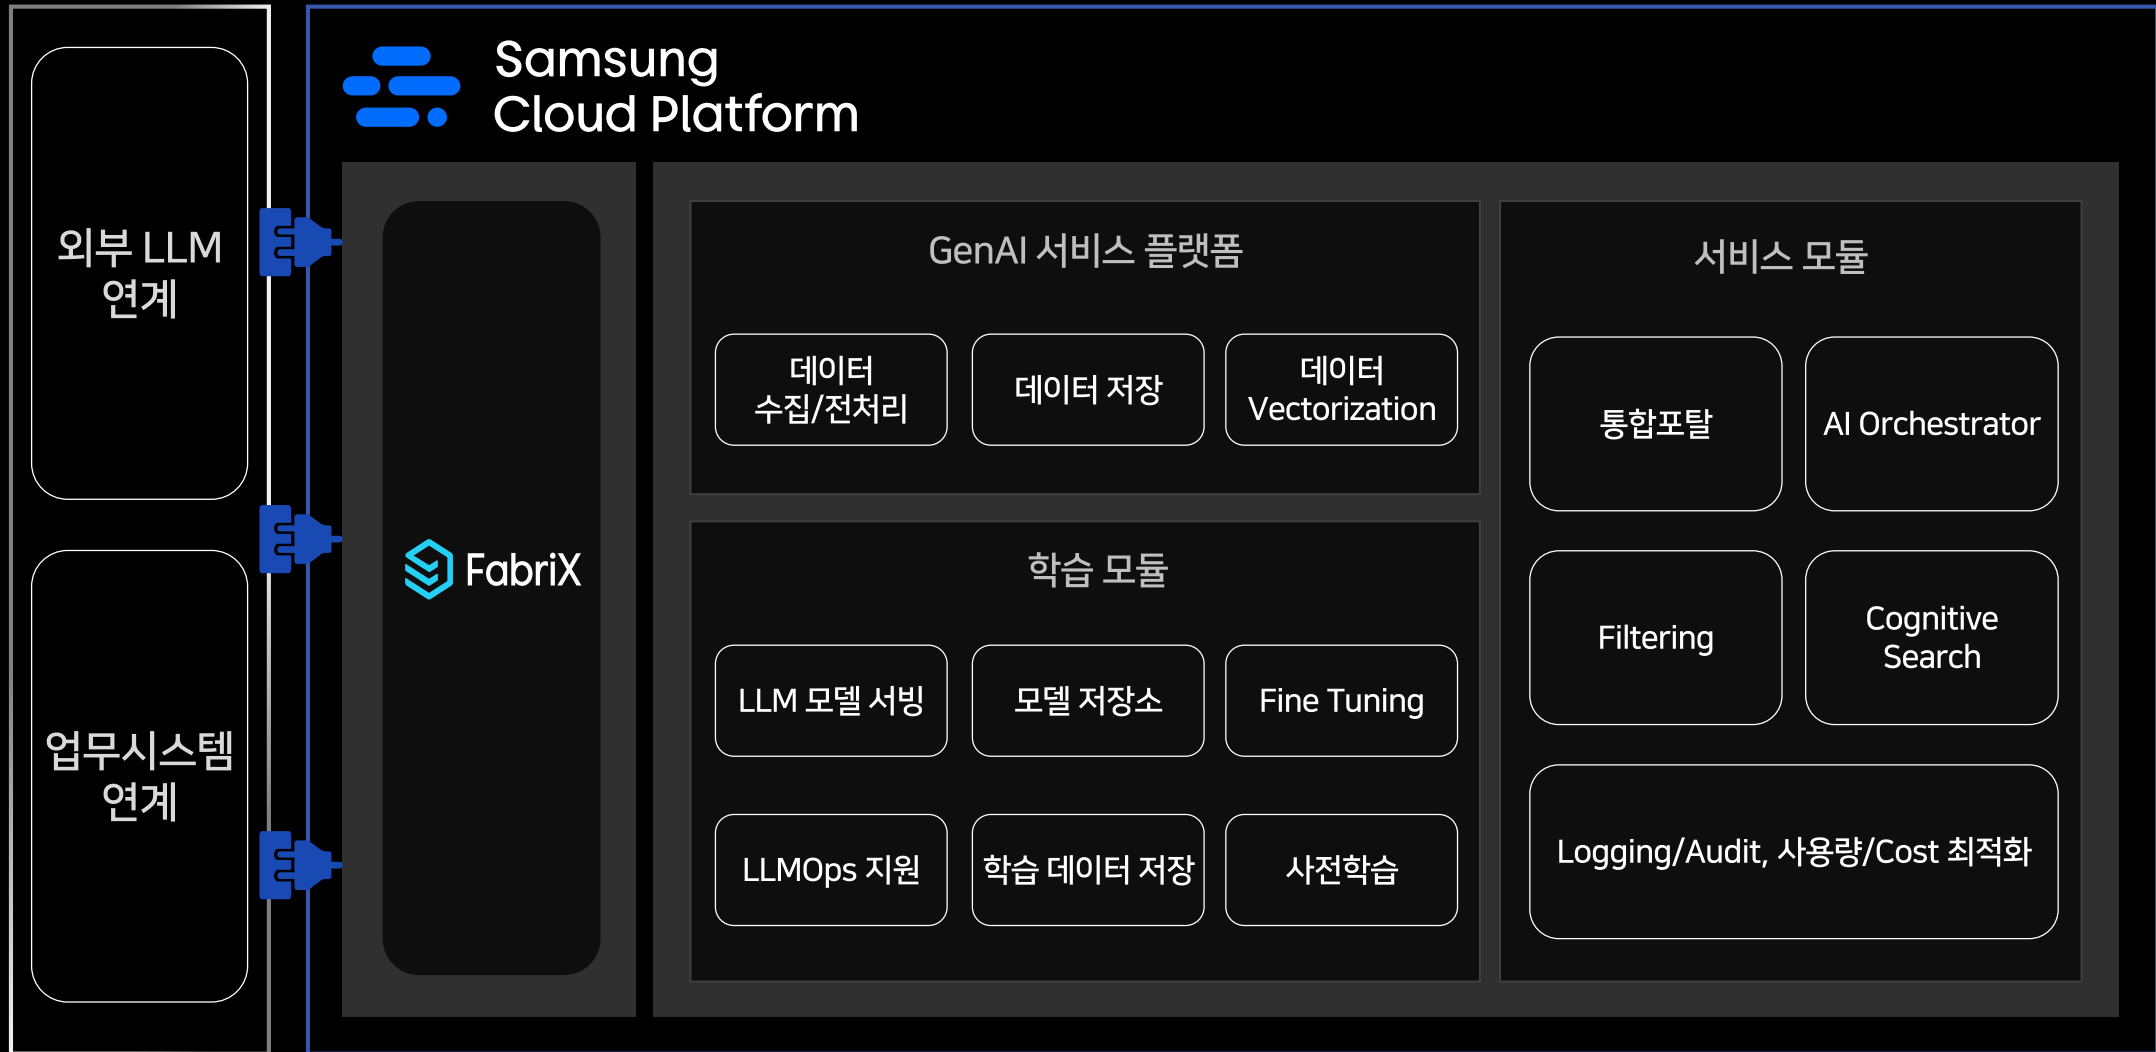 외부 LLM
연계
업무시스템
연계
Samsung
Cloud Platform
FabriX
GenAI 서비스 플랫폼
데이터
수집/전처리
데이터 저장
데이터
Vectorization
학습 모듈
LLM 모델 서빙
모델 저장소
Fine Tuning
LLMOps 지원
학습 데이터 저장
사전학습
서비스 모듈
통합포탈
AI Orchestrator
Filtering
Cognitive
Search
Logging/Audit, 사용량/Cost 최적화